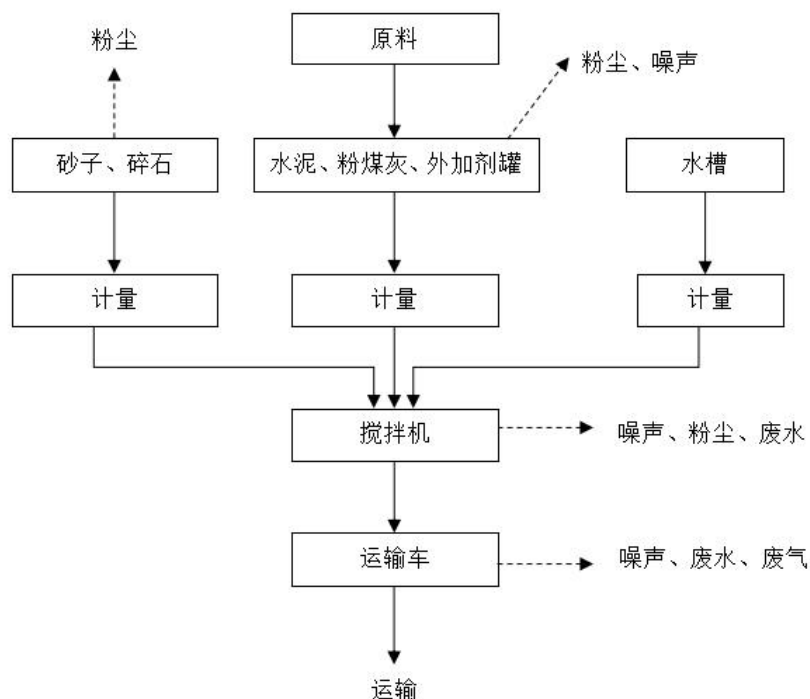 粉尘
原料
粉尘、噪声
砂子、碎石
水泥、粉煤灰、外加剂罐
水槽
计量
计量
计量
搅拌机
噪声、粉尘、废水
运输车
噪声、废水、废气
运输